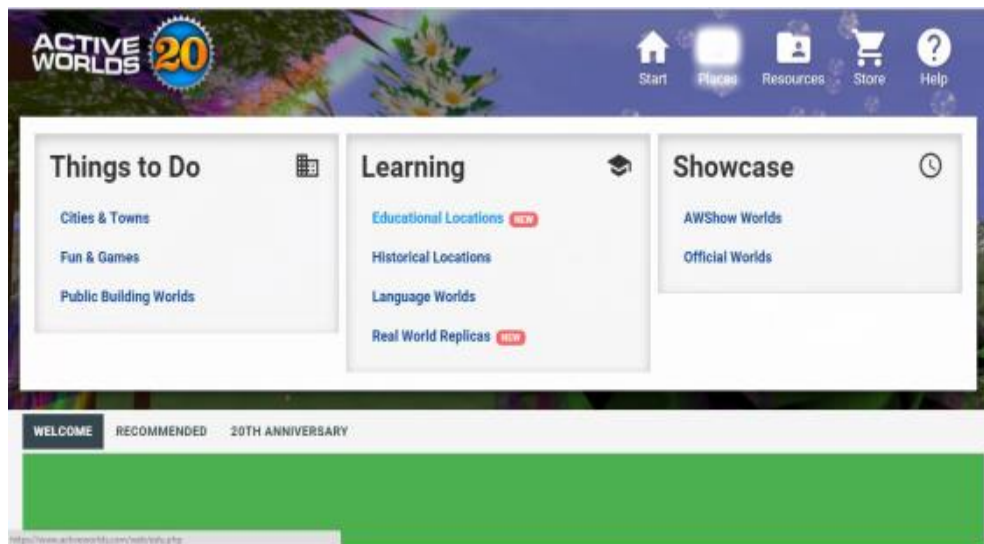 ACTIVE
WORLDS
20
Start
Places
Resources
Store
Help
Things to Do
Cities & Towns
Fun & Games
Public Building Worlds
Learning
Educational Locations NEW
Historical Locations
Language Worlds
Real World Replicas NEW
Showcase
AWShow Worlds
Official Worlds
WELCOME RECOMMENDED 20TH ANNIVERSARY